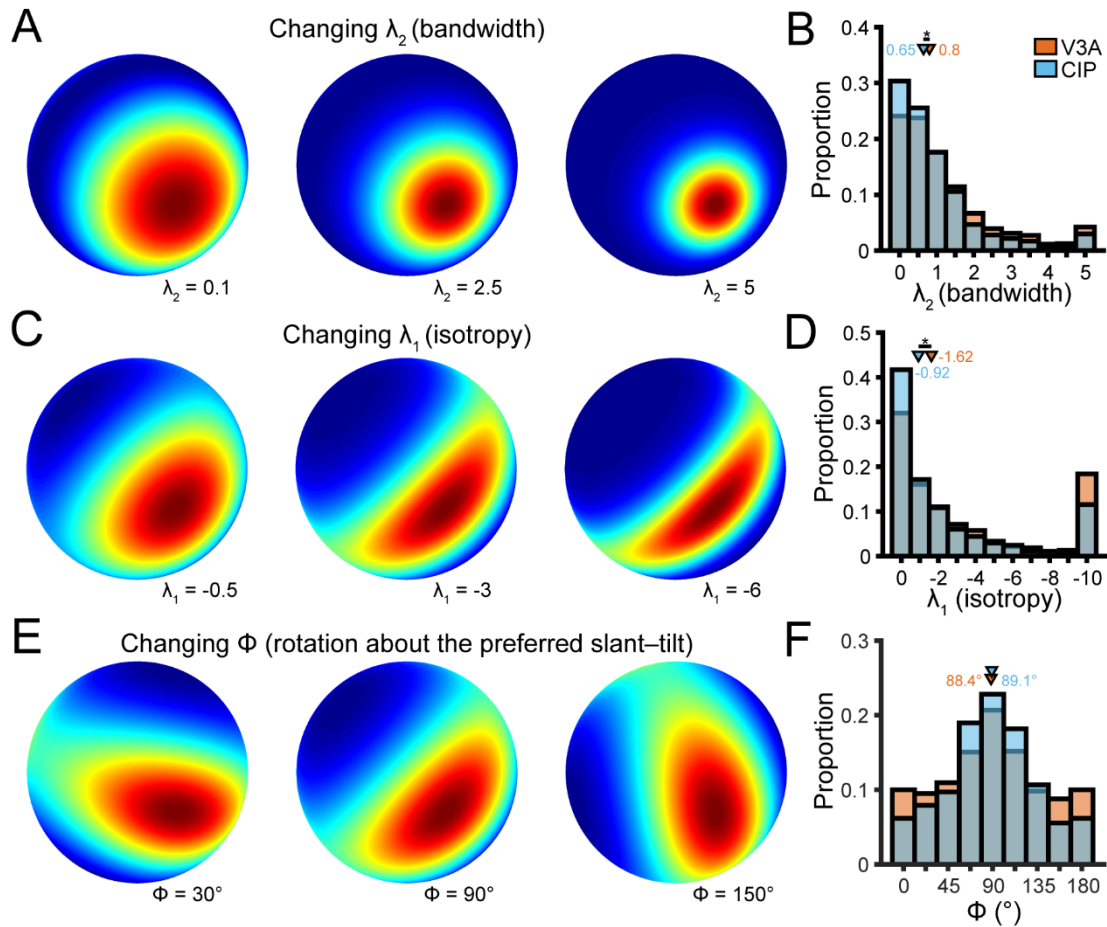 A
Changing λ₂ (bandwidth)
λ₂ = 0.1
λ₂ = 2.5
λ₂ = 5
B
0.4
0.3
0.2
0.1
0
Proportion
*
0.65
0.8
V3A
CIP
0 1 2 3 4 5
λ₂ (bandwidth)
C
Changing λ₁ (isotropy)
λ₁ = -0.5
λ₁ = -3
λ₁ = -6
D
0.5
0.4
0.3
0.2
0.1
0
Proportion
*
-1.62
-0.92
0 -2 -4 -6 -8 -10
λ₁ (isotropy)
E
Changing Φ (rotation about the preferred slant–tilt)
Φ = 30°
Φ = 90°
Φ = 150°
F
0.3
0.2
0.1
0
Proportion
88.4°
89.1°
0 45 90 135 180
Φ (°)